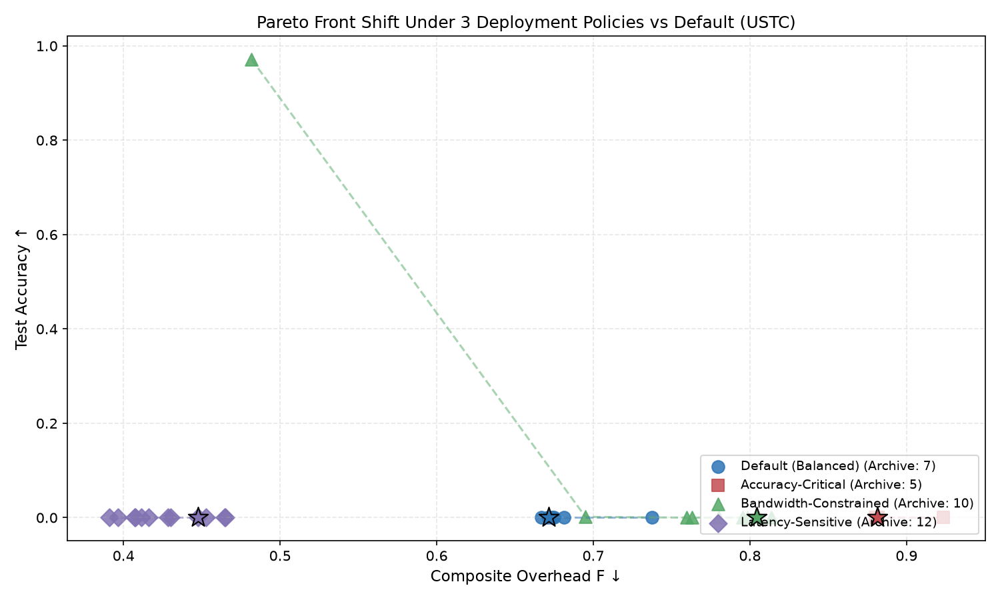 Pareto Front Shift Under 3 Deployment Policies vs Default (USTC)
Test Accuracy ↑
1.0
0.8
0.6
0.4
0.2
0.0
Default (Balanced) (Archive: 7)
Accuracy-Critical (Archive: 5)
Bandwidth-Constrained (Archive: 10)
Latency-Sensitive (Archive: 12)
0.4 0.5 0.6 0.7 0.8 0.9
Composite Overhead F ↓